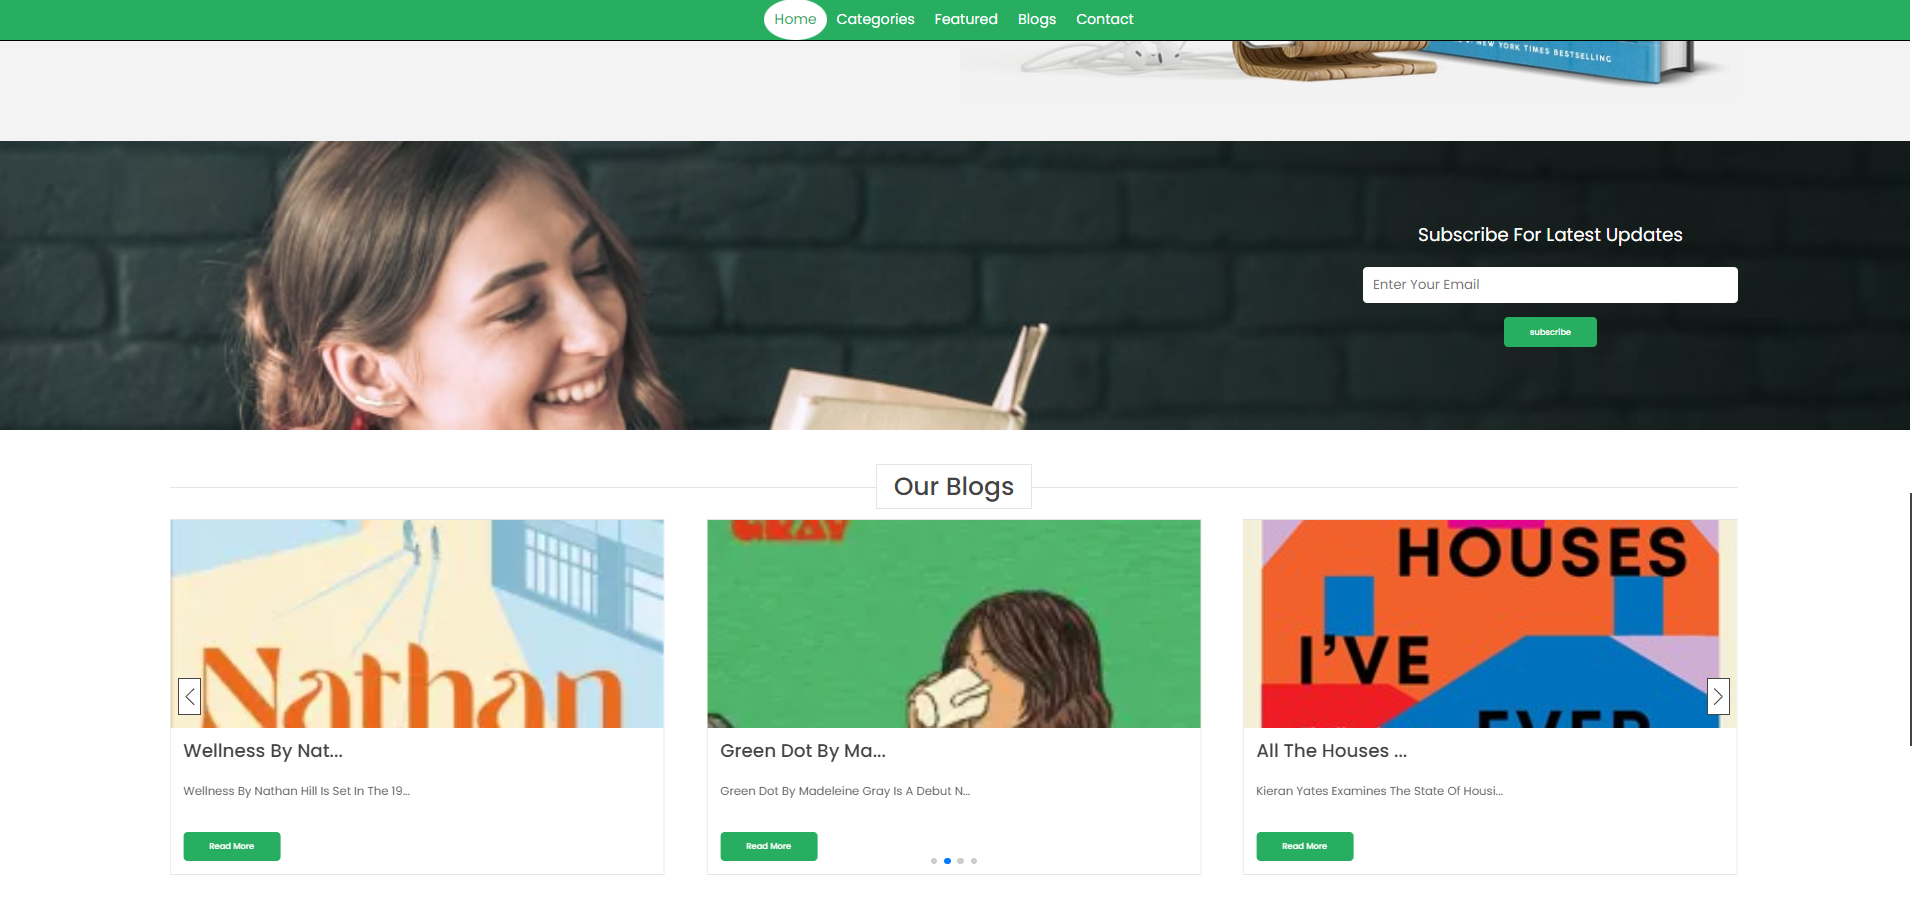 Home Categories Featured Blogs Contact
NEW YORK TIMES BESTSELLING
Subscribe For Latest Updates
Enter Your Email
subscribe
Our Blogs
GRAY
HOUSES
I'VE
EVER
Nathan
Wellness By Nat...
Green Dot By Ma...
All The Houses ...
Wellness By Nathan Hill Is Set In The 19...
Green Dot By Madeleine Gray Is A Debut N...
Kieran Yates Examines The State Of Housi...
Read More
Read More
Read More